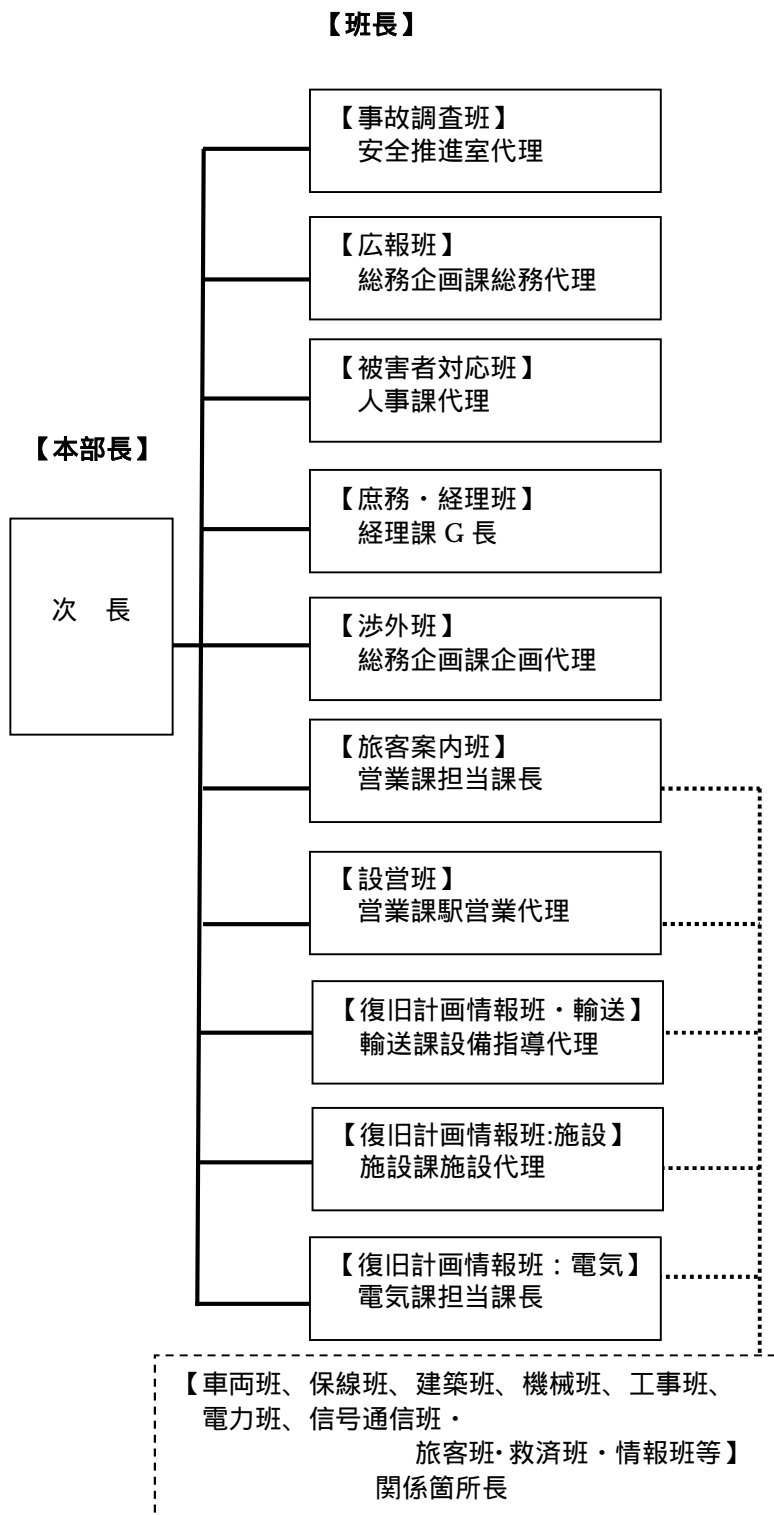 【班長】
【事故調査班】
安全推進室代理
【広報班】
総務企画課総務代理
【被害者対応班】
人事課代理
【本部長】
次　長
【庶務・経理班】
経理課 G 長
【渉外班】
総務企画課企画代理
【旅客案内班】
営業課担当課長
【設営班】
営業課駅営業代理
【復旧計画情報班・輸送】
輸送課設備指導代理
【復旧計画情報班:施設】
施設課施設代理
【復旧計画情報班：電気】
電気課担当課長
【車両班、保線班、建築班、機械班、工事班、
電力班、信号通信班・
旅客班・救済班・情報班等】
関係箇所長